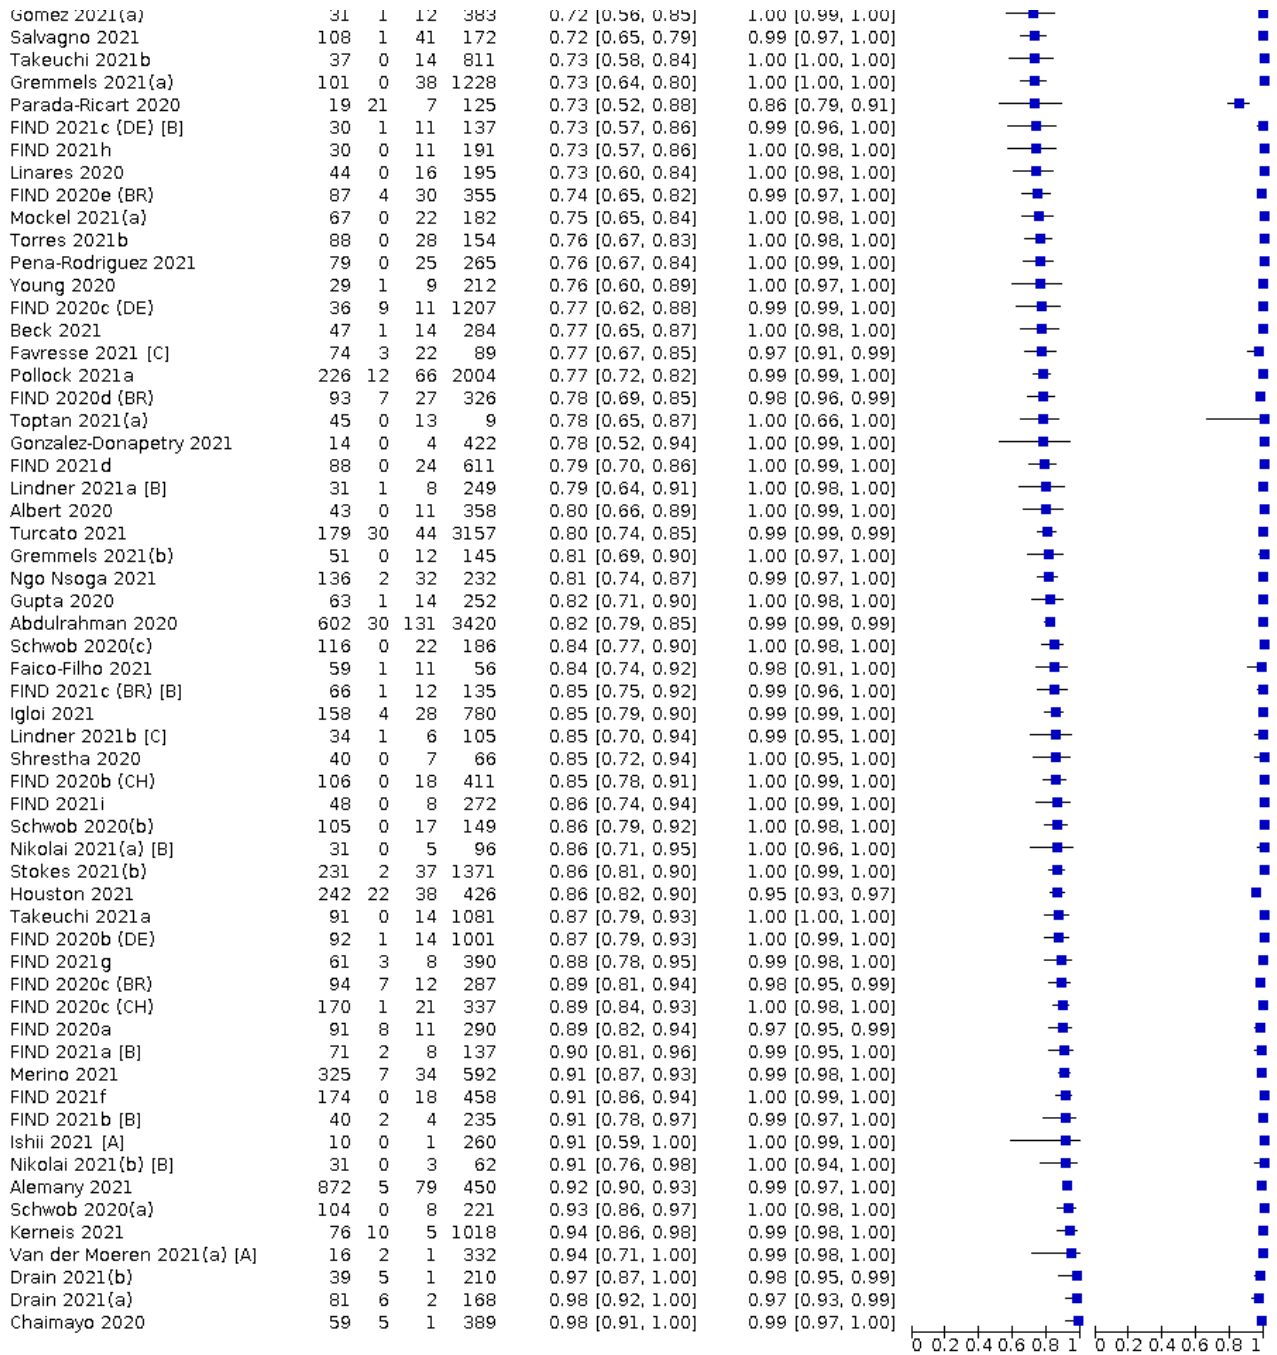 Gomez 2021(a) 31 1 12 383 0.72 [0.56, 0.85] 1.00 [0.99, 1.00]
Salvagno 2021 108 1 41 172 0.72 [0.65, 0.79] 0.99 [0.97, 1.00]
Takeuchi 2021b 37 0 14 811 0.73 [0.58, 0.84] 1.00 [1.00, 1.00]
Gremmels 2021(a) 101 0 38 1228 0.73 [0.64, 0.80] 1.00 [1.00, 1.00]
Parada-Ricart 2020 19 21 7 125 0.73 [0.52, 0.88] 0.86 [0.79, 0.91]
FIND 2021c (DE) [B] 30 1 11 137 0.73 [0.57, 0.86] 0.99 [0.96, 1.00]
FIND 2021h 30 0 11 191 0.73 [0.57, 0.86] 1.00 [0.98, 1.00]
Linares 2020 44 0 16 195 0.73 [0.60, 0.84] 1.00 [0.98, 1.00]
FIND 2020e (BR) 87 4 30 355 0.74 [0.65, 0.82] 0.99 [0.97, 1.00]
Mockel 2021(a) 67 0 22 182 0.75 [0.65, 0.84] 1.00 [0.98, 1.00]
Torres 2021b 88 0 28 154 0.76 [0.67, 0.83] 1.00 [0.98, 1.00]
Pena-Rodriguez 2021 79 0 25 265 0.76 [0.67, 0.84] 1.00 [0.99, 1.00]
Young 2020 29 1 9 212 0.76 [0.60, 0.89] 1.00 [0.97, 1.00]
FIND 2020c (DE) 36 9 11 1207 0.77 [0.62, 0.88] 0.99 [0.99, 1.00]
Beck 2021 47 1 14 284 0.77 [0.65, 0.87] 1.00 [0.98, 1.00]
Favresse 2021 [C] 74 3 22 89 0.77 [0.67, 0.85] 0.97 [0.91, 0.99]
Pollock 2021a 226 12 66 2004 0.77 [0.72, 0.82] 0.99 [0.99, 1.00]
FIND 2020d (BR) 93 7 27 326 0.78 [0.69, 0.85] 0.98 [0.96, 0.99]
Toptan 2021(a) 45 0 13 9 0.78 [0.65, 0.87] 1.00 [0.66, 1.00]
Gonzalez-Donapetry 2021 14 0 4 422 0.78 [0.52, 0.94] 1.00 [0.99, 1.00]
FIND 2021d 88 0 24 611 0.79 [0.70, 0.86] 1.00 [0.99, 1.00]
Lindner 2021a [B] 31 1 8 249 0.79 [0.64, 0.91] 1.00 [0.98, 1.00]
Albert 2020 43 0 11 358 0.80 [0.66, 0.89] 1.00 [0.99, 1.00]
Turcato 2021 179 30 44 3157 0.80 [0.74, 0.85] 0.99 [0.99, 0.99]
Gremmels 2021(b) 51 0 12 145 0.81 [0.69, 0.90] 1.00 [0.97, 1.00]
Ngo Nsoga 2021 136 2 32 232 0.81 [0.74, 0.87] 0.99 [0.97, 1.00]
Gupta 2020 63 1 14 252 0.82 [0.71, 0.90] 1.00 [0.98, 1.00]
Abdulrahman 2020 602 30 131 3420 0.82 [0.79, 0.85] 0.99 [0.99, 0.99]
Schwob 2020(c) 116 0 22 186 0.84 [0.77, 0.90] 1.00 [0.98, 1.00]
Faico-Filho 2021 59 1 11 56 0.84 [0.74, 0.92] 0.98 [0.91, 1.00]
FIND 2021c (BR) [B] 66 1 12 135 0.85 [0.75, 0.92] 0.99 [0.96, 1.00]
Igloi 2021 158 4 28 780 0.85 [0.79, 0.90] 0.99 [0.99, 1.00]
Lindner 2021b [C] 34 1 6 105 0.85 [0.70, 0.94] 0.99 [0.95, 1.00]
Shrestha 2020 40 0 7 66 0.85 [0.72, 0.94] 1.00 [0.95, 1.00]
FIND 2020b (CH) 106 0 18 411 0.85 [0.78, 0.91] 1.00 [0.99, 1.00]
FIND 2021i 48 0 8 272 0.86 [0.74, 0.94] 1.00 [0.99, 1.00]
Schwob 2020(b) 105 0 17 149 0.86 [0.79, 0.92] 1.00 [0.98, 1.00]
Nikolai 2021(a) [B] 31 0 5 96 0.86 [0.71, 0.95] 1.00 [0.96, 1.00]
Stokes 2021(b) 231 2 37 1371 0.86 [0.81, 0.90] 1.00 [0.99, 1.00]
Houston 2021 242 22 38 426 0.86 [0.82, 0.90] 0.95 [0.93, 0.97]
Takeuchi 2021a 91 0 14 1081 0.87 [0.79, 0.93] 1.00 [1.00, 1.00]
FIND 2020b (DE) 92 1 14 1001 0.87 [0.79, 0.93] 1.00 [0.99, 1.00]
FIND 2021g 61 3 8 390 0.88 [0.78, 0.95] 0.99 [0.98, 1.00]
FIND 2020c (BR) 94 7 12 287 0.89 [0.81, 0.94] 0.98 [0.95, 0.99]
FIND 2020c (CH) 170 1 21 337 0.89 [0.84, 0.93] 1.00 [0.98, 1.00]
FIND 2020a 91 8 11 290 0.89 [0.82, 0.94] 0.97 [0.95, 0.99]
FIND 2021a [B] 71 2 8 137 0.90 [0.81, 0.96] 0.99 [0.95, 1.00]
Merino 2021 325 7 34 592 0.91 [0.87, 0.93] 0.99 [0.98, 1.00]
FIND 2021f 174 0 18 458 0.91 [0.86, 0.94] 1.00 [0.99, 1.00]
FIND 2021b [B] 40 2 4 235 0.91 [0.78, 0.97] 0.99 [0.97, 1.00]
Ishii 2021 [A] 10 0 1 260 0.91 [0.59, 1.00] 1.00 [0.99, 1.00]
Nikolai 2021(b) [B] 31 0 3 62 0.91 [0.76, 0.98] 1.00 [0.94, 1.00]
Alemany 2021 872 5 79 450 0.92 [0.90, 0.93] 0.99 [0.97, 1.00]
Schwob 2020(a) 104 0 8 221 0.93 [0.86, 0.97] 1.00 [0.98, 1.00]
Kerneis 2021 76 10 5 1018 0.94 [0.86, 0.98] 0.99 [0.98, 1.00]
Van der Moeren 2021(a) [A] 16 2 1 332 0.94 [0.71, 1.00] 0.99 [0.98, 1.00]
Drain 2021(b) 39 5 1 210 0.97 [0.87, 1.00] 0.98 [0.95, 0.99]
Drain 2021(a) 81 6 2 168 0.98 [0.92, 1.00] 0.97 [0.93, 0.99]
Chaimayo 2020 59 5 1 389 0.98 [0.91, 1.00] 0.99 [0.97, 1.00]
0 0.2 0.4 0.6 0.8 1 0 0.2 0.4 0.6 0.8 1